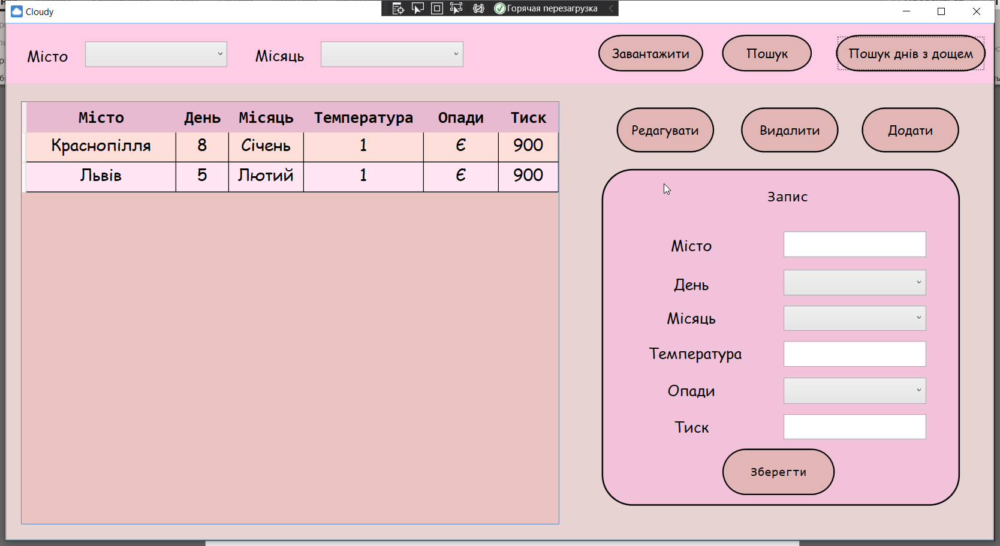 Cloudy
Горячая перезагрузка
Місто
Місяць
Завантажити
Пошук
Пошук днів з дощем
Місто День Місяць Температура Опади Тиск
Краснопілля 8 Січень 1 Є 900
Львів 5 Лютий 1 Є 900
Редагувати
Видалити
Додати
Запис
Місто
День
Місяць
Температура
Опади
Тиск
Зберегти